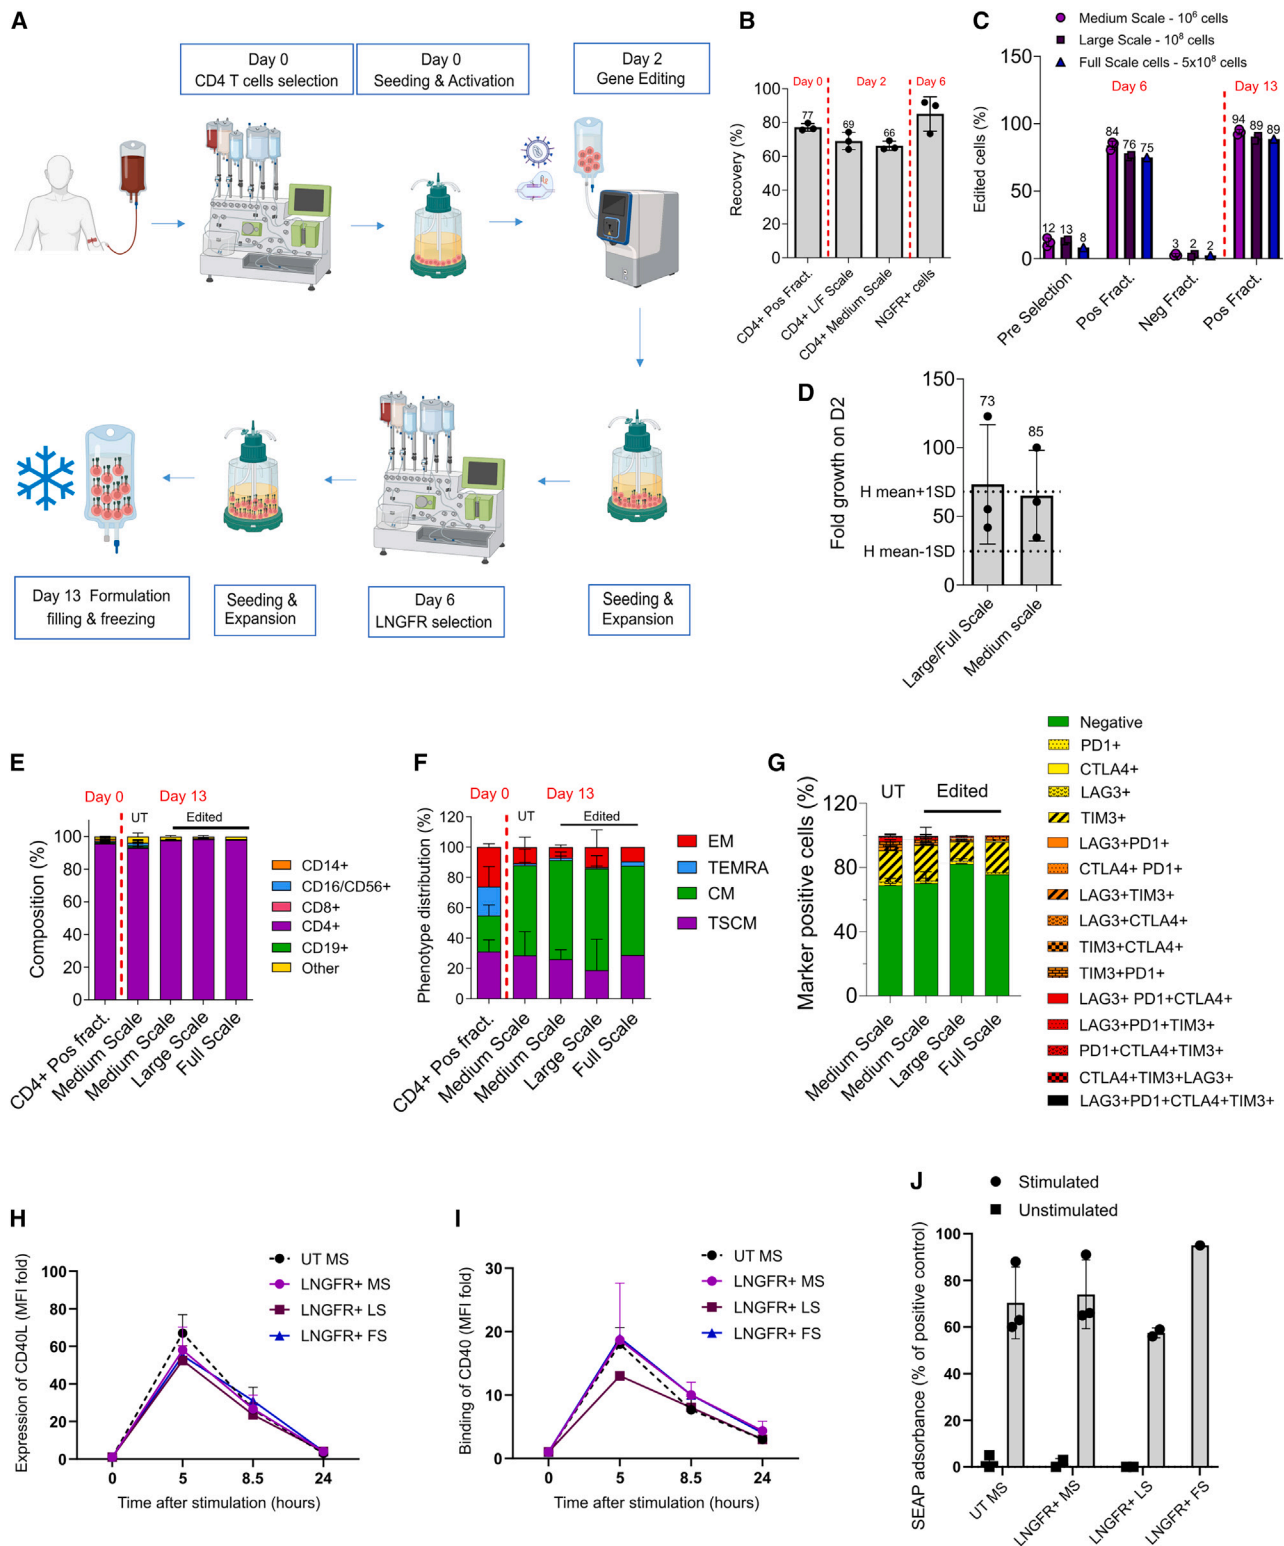 A
Day 0
CD4 T cells selection
Day 0
Seeding & Activation
Day 2
Gene Editing
Day 13 Formulation
filling & freezing
Seeding &
Expansion
Day 6
LNGFR selection
Seeding &
Expansion
B
Day 0
Day 2
Day 6
Recovery (%)
100
80
60
40
20
0
77
69
66
85
CD4+ Pos Fract.
CD4+ L/F Scale
CD4+ Medium Scale
NGFR+ cells
C
Medium Scale - 10⁶ cells
Large Scale - 10⁸ cells
Full Scale cells - 5x10⁸ cells
Day 6
Day 13
Edited cells (%)
150
100
50
0
12 13 8
84 76 75
3 2 2
94 89 89
Pre Selection
Pos Fract.
Neg Fract.
Pos Fract.
D
Fold growth on D2
150
100
50
0
73
85
H mean+1SD
H mean-1SD
Large/Full Scale
Medium scale
E
Day 0
UT
Day 13
Edited
Composition (%)
100
80
60
40
20
0
CD4+ Pos fract.
Medium Scale
Medium Scale
Large Scale
Full Scale
CD14+
CD16/CD56+
CD8+
CD4+
CD19+
Other
F
Day 0
UT
Day 13
Edited
Phenotype distribution (%)
120
100
80
60
40
20
0
CD4+ Pos fract.
Medium Scale
Medium Scale
Large Scale
Full Scale
EM
TEMRA
CM
TSCM
G
UT
Edited
Marker positive cells (%)
120
80
40
0
Medium Scale
Medium Scale
Large Scale
Full Scale
Negative
PD1+
CTLA4+
LAG3+
TIM3+
LAG3+PD1+
CTLA4+ PD1+
LAG3+TIM3+
LAG3+CTLA4+
TIM3+CTLA4+
TIM3+PD1+
LAG3+ PD1+CTLA4+
LAG3+PD1+TIM3+
PD1+CTLA4+TIM3+
CTLA4+TIM3+LAG3+
LAG3+PD1+CTLA4+TIM3+
H
Expression of CD40L (MFI fold)
100
80
60
40
20
0
0 5 8.5 24
Time after stimulation (hours)
UT MS
LNGFR+ MS
LNGFR+ LS
LNGFR+ FS
I
Binding of CD40 (MFI fold)
30
20
10
0
0 5 8.5 24
Time after stimulation (hours)
UT MS
LNGFR+ MS
LNGFR+ LS
LNGFR+ FS
J
Stimulated
Unstimulated
SEAP adsorbance (% of positive control)
100
80
60
40
20
0
UT MS
LNGFR+ MS
LNGFR+ LS
LNGFR+ FS